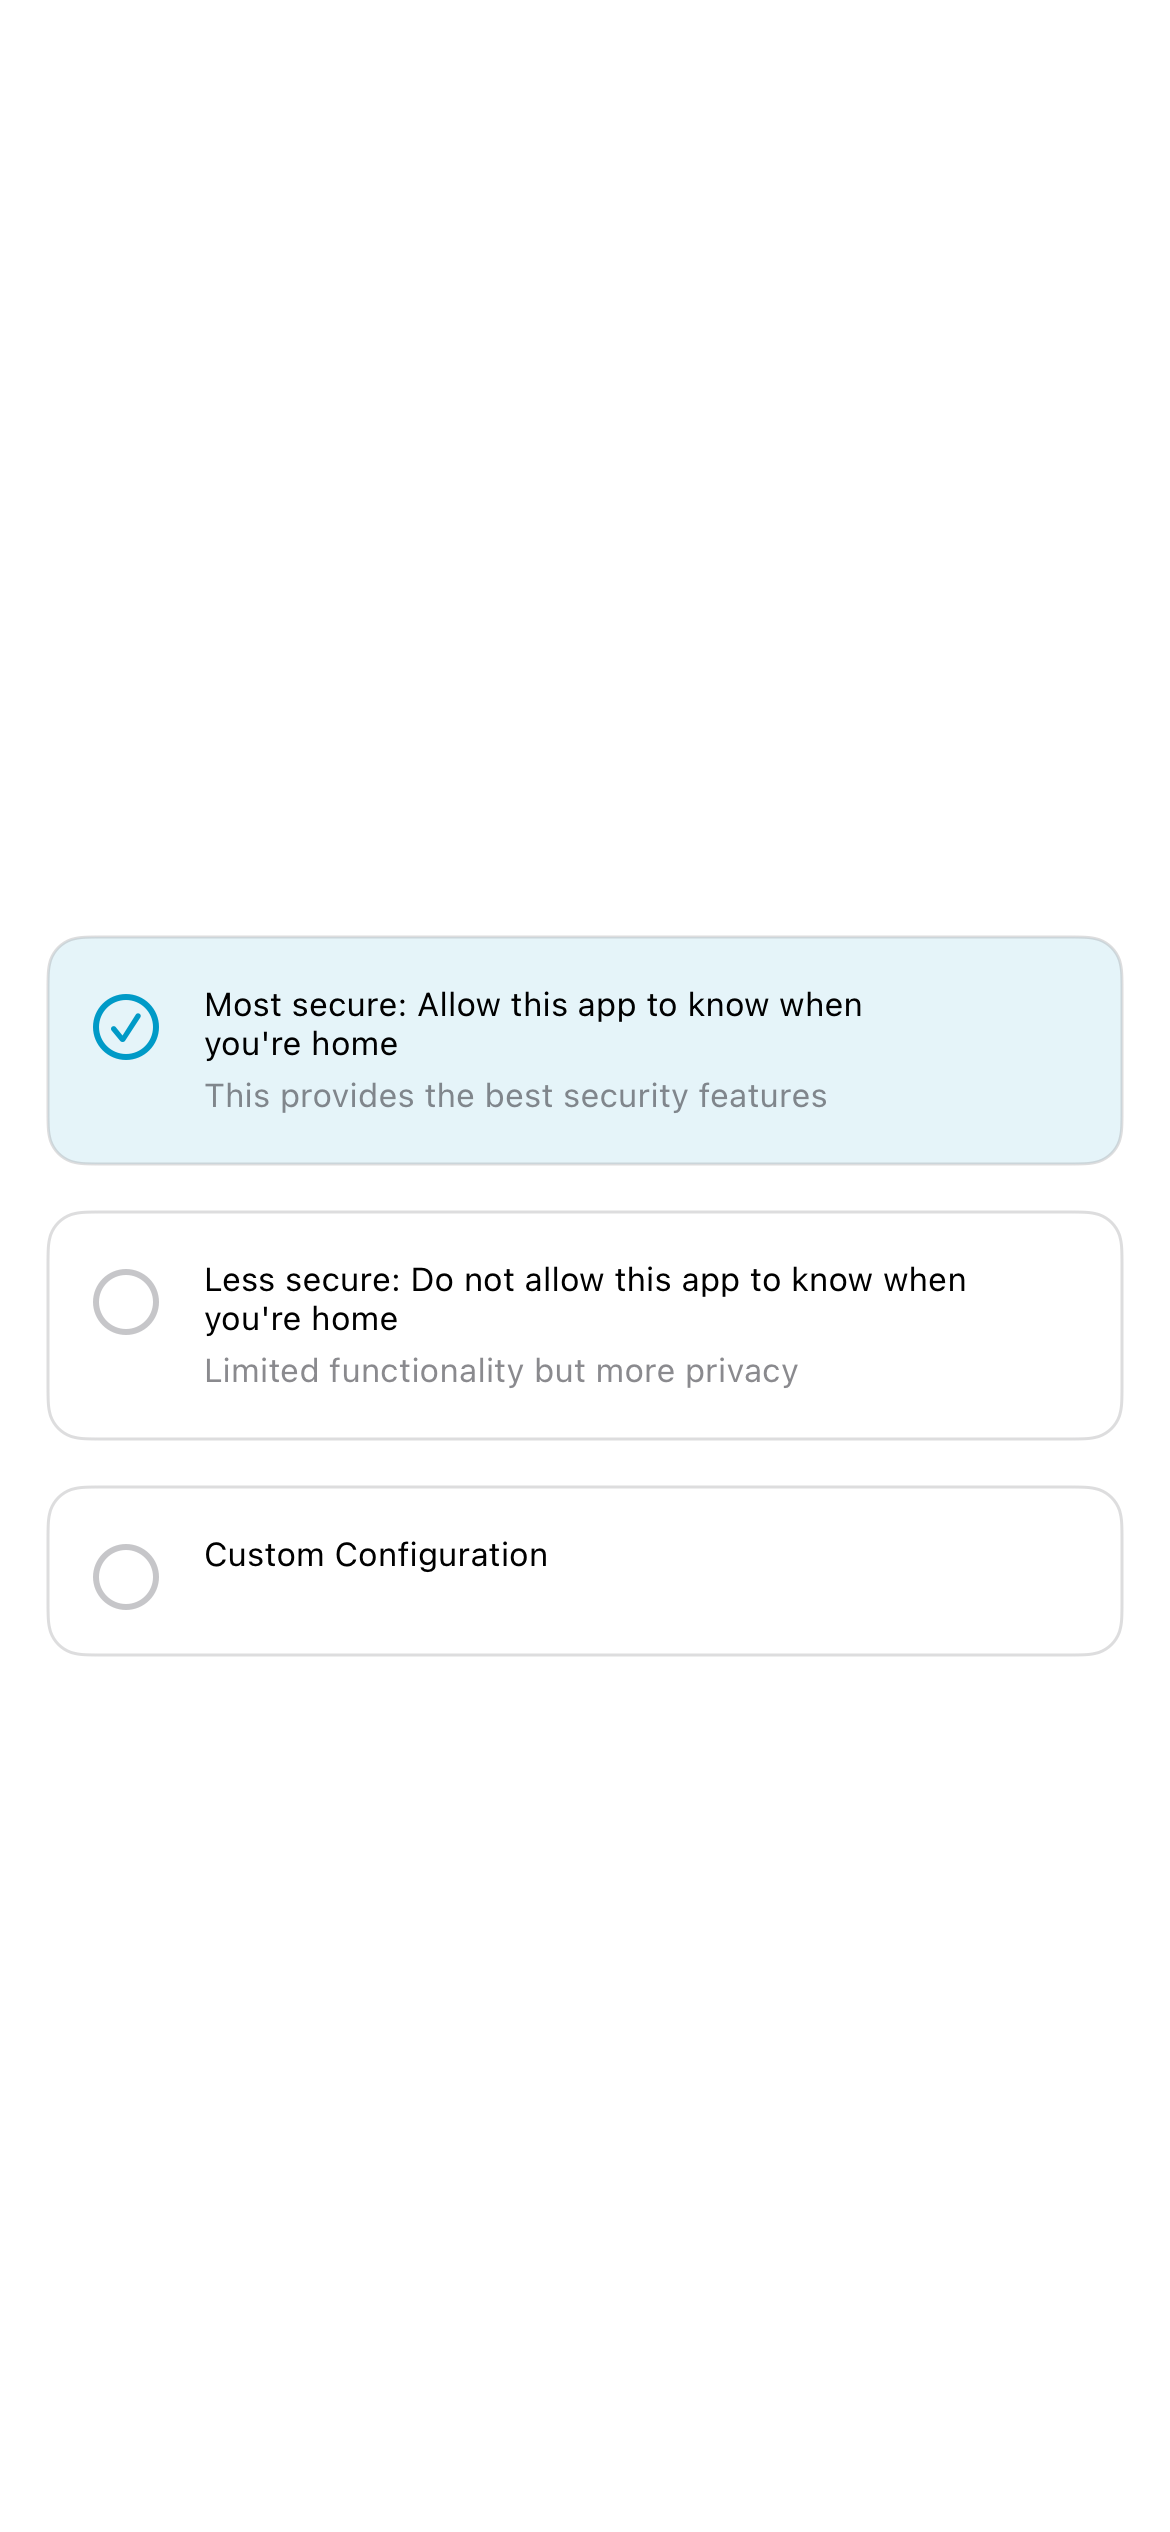 Most secure: Allow this app to know when
you're home
This provides the best security features
Less secure: Do not allow this app to know when
you're home
Limited functionality but more privacy
Custom Configuration